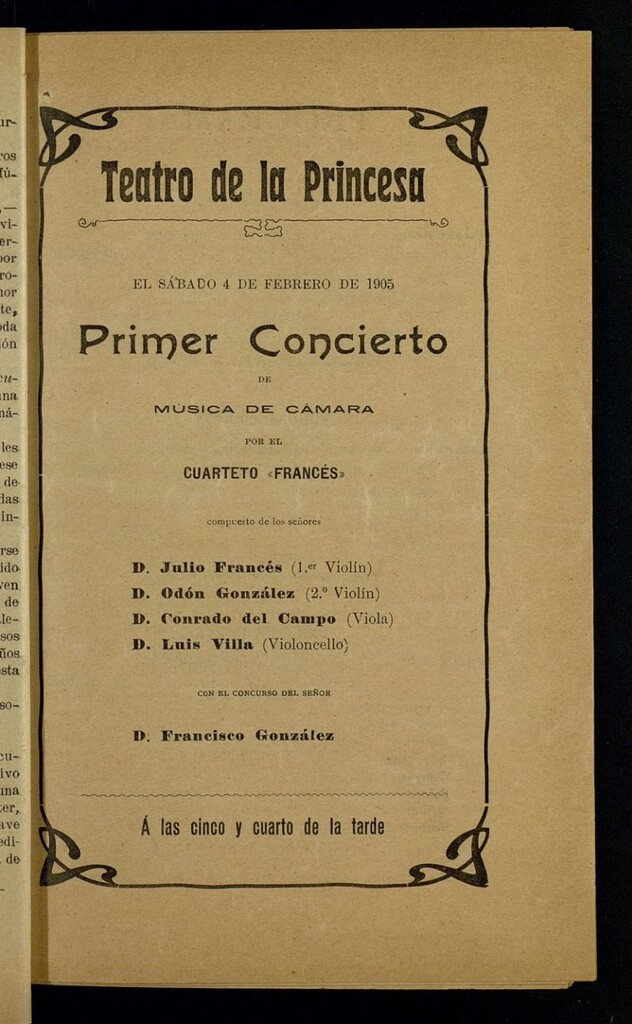 Teatro de la Princesa
EL SÁBADO 4 DE FEBRERO DE 1905
Primer Concierto
DE
MÚSICA DE CÁMARA
POR EL
CUARTETO «FRANCÉS»
compuesto de los señores
D. Julio Francés (1.er Violín)
D. Odón González (2.º Violín)
D. Conrado del Campo (Viola)
D. Luis Villa (Violoncello)
CON EL CONCURSO DEL SEÑOR
D. Francisco González
Á las cinco y cuarto de la tarde